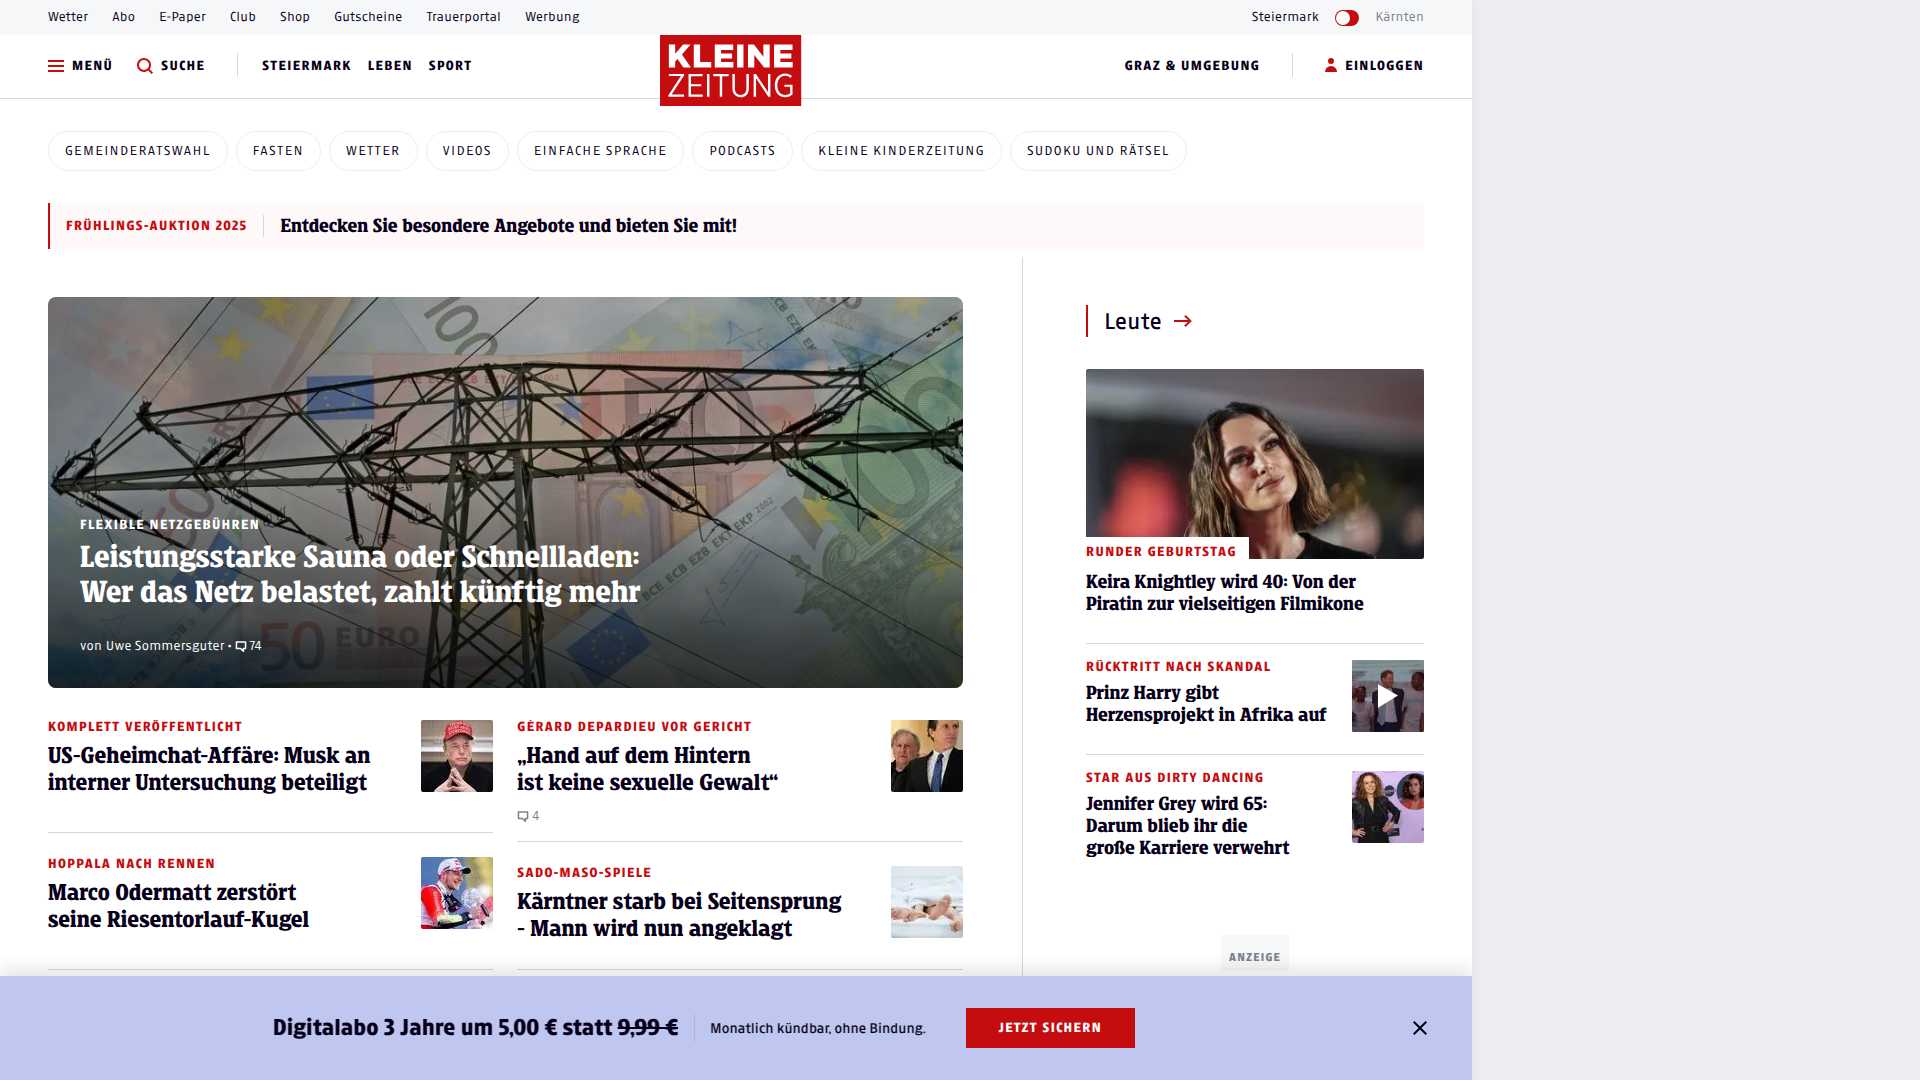 Wetter Abo E-Paper Club Shop Gutscheine Trauerportal Werbung Steiermark Kärnten
MENÜ SUCHE STEIERMARK LEBEN SPORT KLEINE ZEITUNG GRAZ & UMGEBUNG EINLOGGEN
GEMEINDERATSWAHL FASTEN WETTER VIDEOS EINFACHE SPRACHE PODCASTS KLEINE KINDERZEITUNG SUDOKU UND RÄTSEL
FRÜHLINGS-AUKTION 2025 Entdecken Sie besondere Angebote und bieten Sie mit!
FLEXIBLE NETZGEBÜHREN
Leistungsstarke Sauna oder Schnellladen:
Wer das Netz belastet, zahlt künftig mehr
50 EURO
von Uwe Sommersguter • 74
KOMPLETT VERÖFFENTLICHT
US-Geheimchat-Affäre: Musk an
interner Untersuchung beteiligt
GÉRARD DEPARDIEU VOR GERICHT
„Hand auf dem Hintern
ist keine sexuelle Gewalt“
4
HOPPALA NACH RENNEN
Marco Odermatt zerstört
seine Riesentorlauf-Kugel
SADO-MASO-SPIELE
Kärntner starb bei Seitensprung
- Mann wird nun angeklagt
Leute
RUNDER GEBURTSTAG
Keira Knightley wird 40: Von der
Piratin zur vielseitigen Filmikone
RÜCKTRITT NACH SKANDAL
Prinz Harry gibt
Herzensprojekt in Afrika auf
STAR AUS DIRTY DANCING
Jennifer Grey wird 65:
Darum blieb ihr die
große Karriere verwehrt
ANZEIGE
Digitalabo 3 Jahre um 5,00 € statt 9,99 € Monatlich kündbar, ohne Bindung. JETZT SICHERN